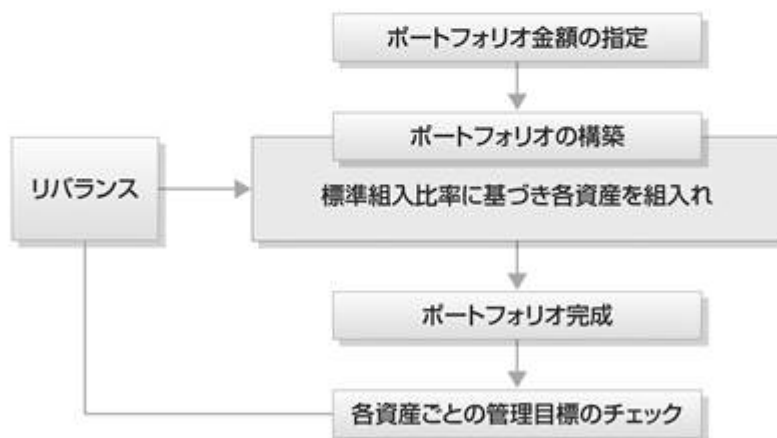 ポートフォリオ金額の指定
ポートフォリオの構築
リバランス
標準組入比率に基づき各資産を組入れ
ポートフォリオ完成
各資産ごとの管理目標のチェック